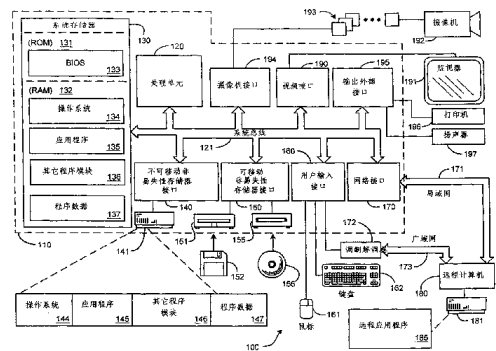 系统存储器
130
(ROM) 131
BIOS
133
(RAM) 132
操作系统
134
应用程序
135
其它程序模块
136
程序数据
137
120
处理单元
194
摄像机接口
190
视频接口
195
输出外部
接口
193
摄像机
192
191
监视器
打印机
196
扬声器
197
系统总线
121
不可移动非
易失性存储器
接口
140
可移动
非易失性
存储器接口
150
186
用户输入
接口
网络接口
170
171
局域网
110
141
151
152
155
156
172
调制解调器
广域网
173
远程计算机
180
181
键盘
162
161
鼠标
操作系统
144
应用程序
145
其它程序
模块
146
程序数据
147
100
远程应用程序
185